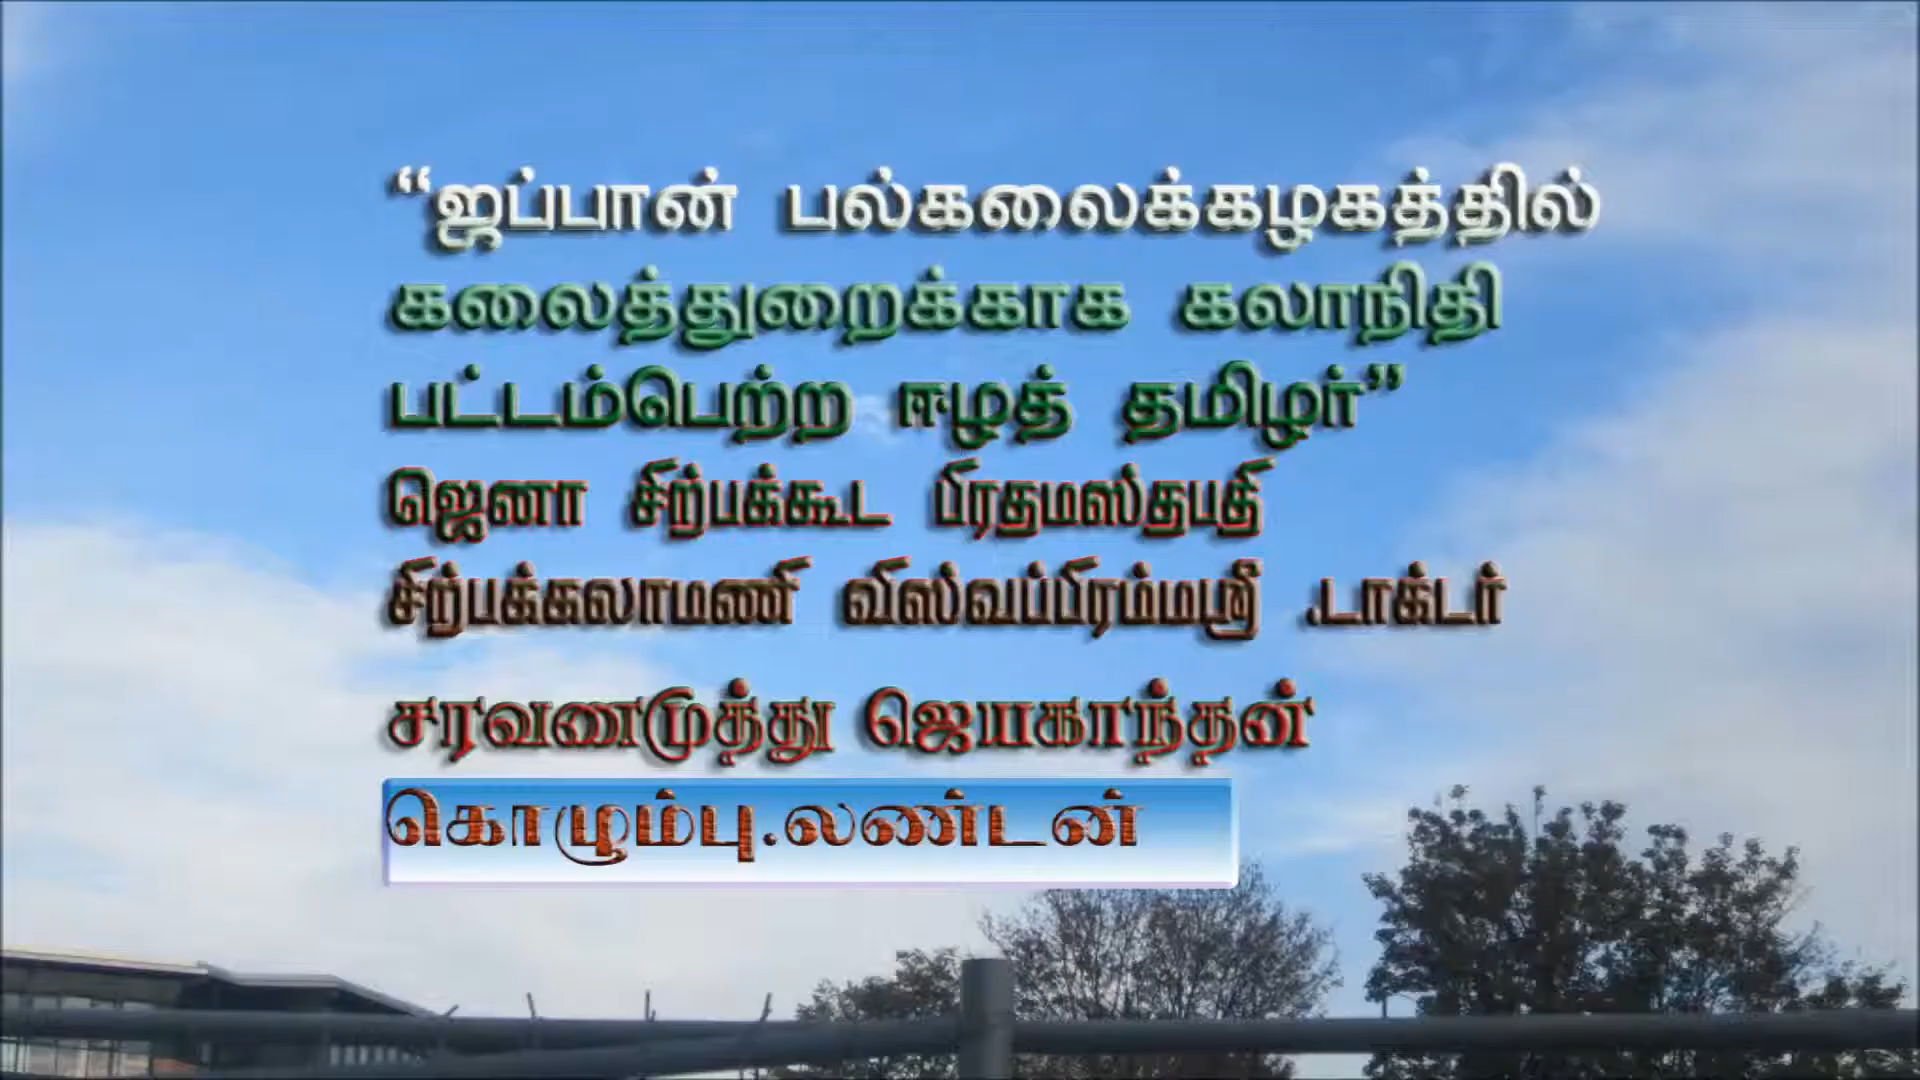 “ஜப்பான் பல்கலைக்கழகத்தில்
கலைத்துறைக்காக கலாநிதி
பட்டம்பெற்ற ஈழத் தமிழர்”
ஜெனா சிற்பக்கூட பிரதமஸ்தபதி
சிற்பக்கலாமணி விஸ்வப்பிரம்மஸ்ரீ .டாக்டர்
சரவணமுத்து ஜெயகாந்தன்
கொழும்பு.லண்டன்